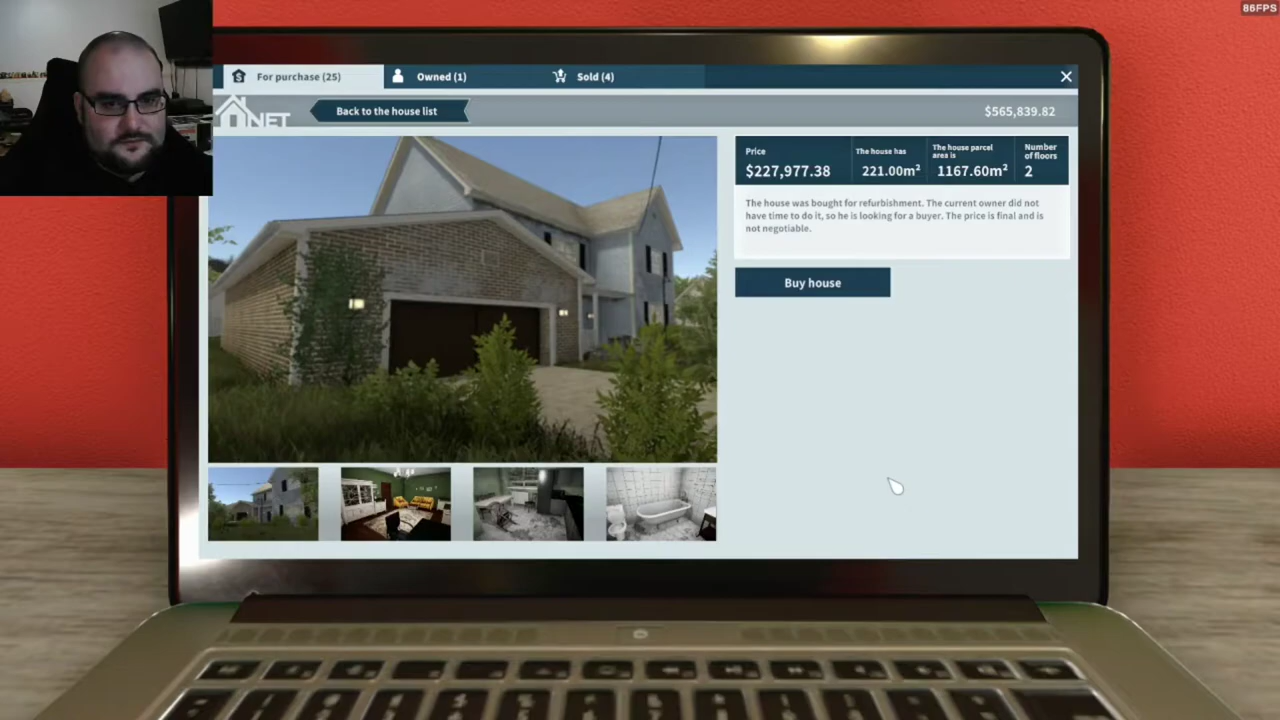 86FPS
For purchase (25)
Owned (1)
Sold (4)
NET
Back to the house list
$565,839.82
Price
$227,977.38
The house has
221.00m²
The house parcel
area is
1167.60m²
Number
of floors
2
The house was bought for refurbishment. The current owner did not
have time to do it, so he is looking for a buyer. The price is final and is
not negotiable.
Buy house